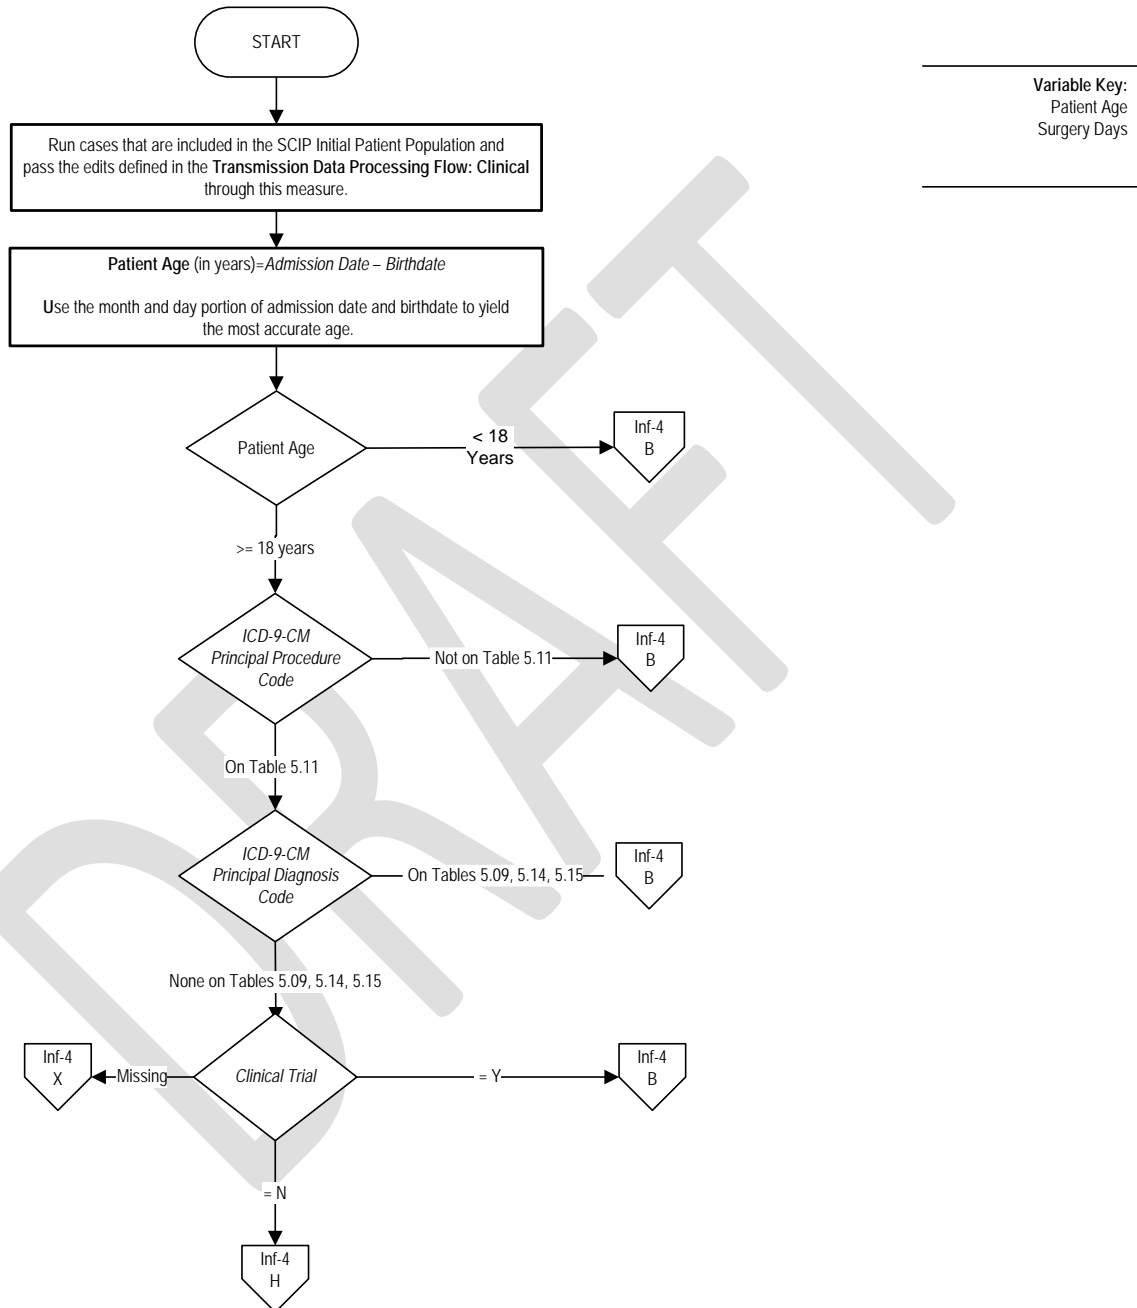 START
Variable Key:
Patient Age
Surgery Days
Run cases that are included in the SCIP Initial Patient Population and
pass the edits defined in the Transmission Data Processing Flow: Clinical
through this measure.
Patient Age (in years)=Admission Date – Birthdate
Use the month and day portion of admission date and birthdate to yield
the most accurate age.
Patient Age
< 18
Years
Inf-4
B
>= 18 years
ICD-9-CM
Principal Procedure
Code
Not on Table 5.11
Inf-4
B
On Table 5.11
ICD-9-CM
Principal Diagnosis
Code
On Tables 5.09, 5.14, 5.15
Inf-4
B
None on Tables 5.09, 5.14, 5.15
Inf-4
X
Missing
Clinical Trial
= Y
Inf-4
B
= N
Inf-4
H
DRAFT